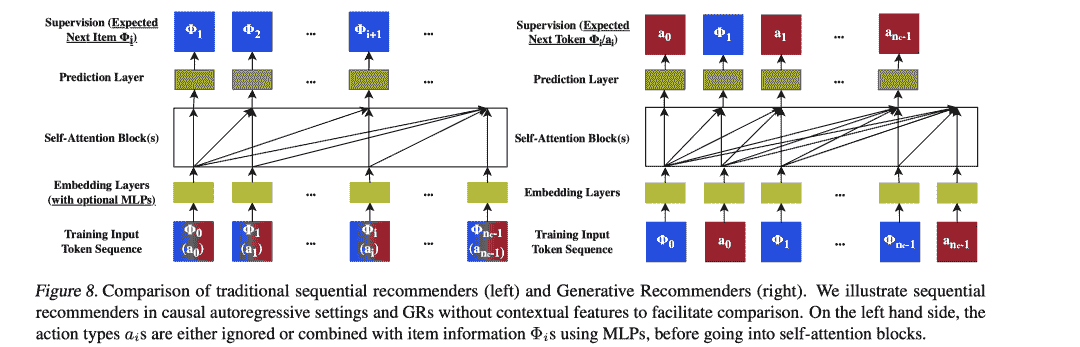 Supervision (Expected
Next Item Φi)
Φ1
Φ2
...
Φi+1
...
Prediction Layer
...
...
Self-Attention Block(s)
Embedding Layers
(with optional MLPs)
...
...
Training Input
Token Sequence
Φ0
(a0)
Φ1
(a1)
...
Φi
(ai)
...
Φnc-1
(anc-1)
Supervision (Expected
Next Token Φi/ai)
a0
Φ1
a1
...
anc-1
Prediction Layer
...
Self-Attention Block(s)
Embedding Layers
...
Training Input
Token Sequence
Φ0
a0
Φ1
...
Φnc-1
anc-1
Figure 8. Comparison of traditional sequential recommenders (left) and Generative Recommenders (right). We illustrate sequential
recommenders in causal autoregressive settings and GRs without contextual features to facilitate comparison. On the left hand side, the
action types ais are either ignored or combined with item information Φis using MLPs, before going into self-attention blocks.